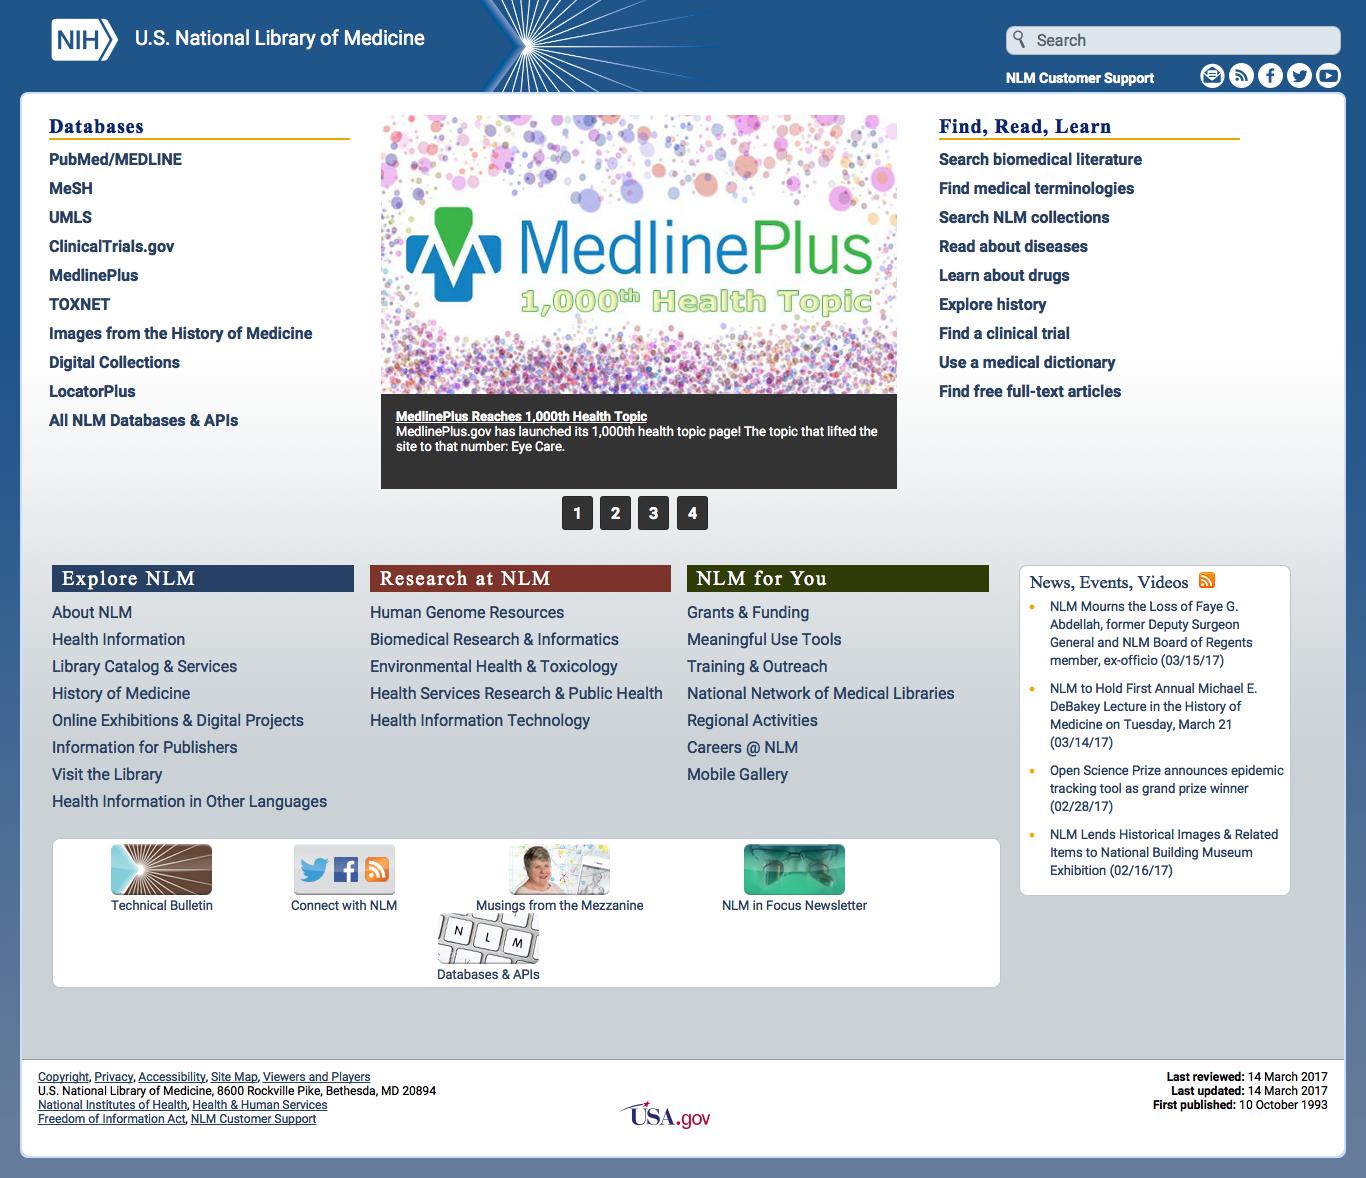 NIH U.S. National Library of Medicine
Search
NLM Customer Support
Databases
PubMed/MEDLINE
MeSH
UMLS
ClinicalTrials.gov
MedlinePlus
TOXNET
Images from the History of Medicine
Digital Collections
LocatorPlus
All NLM Databases & APIs
MedlinePlus
1,000th Health Topic
MedlinePlus Reaches 1,000th Health Topic
MedlinePlus.gov has launched its 1,000th health topic page! The topic that lifted the
site to that number: Eye Care.
1 2 3 4
Find, Read, Learn
Search biomedical literature
Find medical terminologies
Search NLM collections
Read about diseases
Learn about drugs
Explore history
Find a clinical trial
Use a medical dictionary
Find free full-text articles
Explore NLM
About NLM
Health Information
Library Catalog & Services
History of Medicine
Online Exhibitions & Digital Projects
Information for Publishers
Visit the Library
Health Information in Other Languages
Research at NLM
Human Genome Resources
Biomedical Research & Informatics
Environmental Health & Toxicology
Health Services Research & Public Health
Health Information Technology
NLM for You
Grants & Funding
Meaningful Use Tools
Training & Outreach
National Network of Medical Libraries
Regional Activities
Careers @ NLM
Mobile Gallery
News, Events, Videos
NLM Mourns the Loss of Faye G.
Abdellah, former Deputy Surgeon
General and NLM Board of Regents
member, ex-officio (03/15/17)
NLM to Hold First Annual Michael E.
DeBakey Lecture in the History of
Medicine on Tuesday, March 21
(03/14/17)
Open Science Prize announces epidemic
tracking tool as grand prize winner
(02/28/17)
NLM Lends Historical Images & Related
Items to National Building Museum
Exhibition (02/16/17)
Technical Bulletin
Connect with NLM
Musings from the Mezzanine
NLM in Focus Newsletter
N L M
Databases & APIs
Copyright, Privacy, Accessibility, Site Map, Viewers and Players
U.S. National Library of Medicine, 8600 Rockville Pike, Bethesda, MD 20894
National Institutes of Health, Health & Human Services
Freedom of Information Act, NLM Customer Support
USA.gov
Last reviewed: 14 March 2017
Last updated: 14 March 2017
First published: 10 October 1993